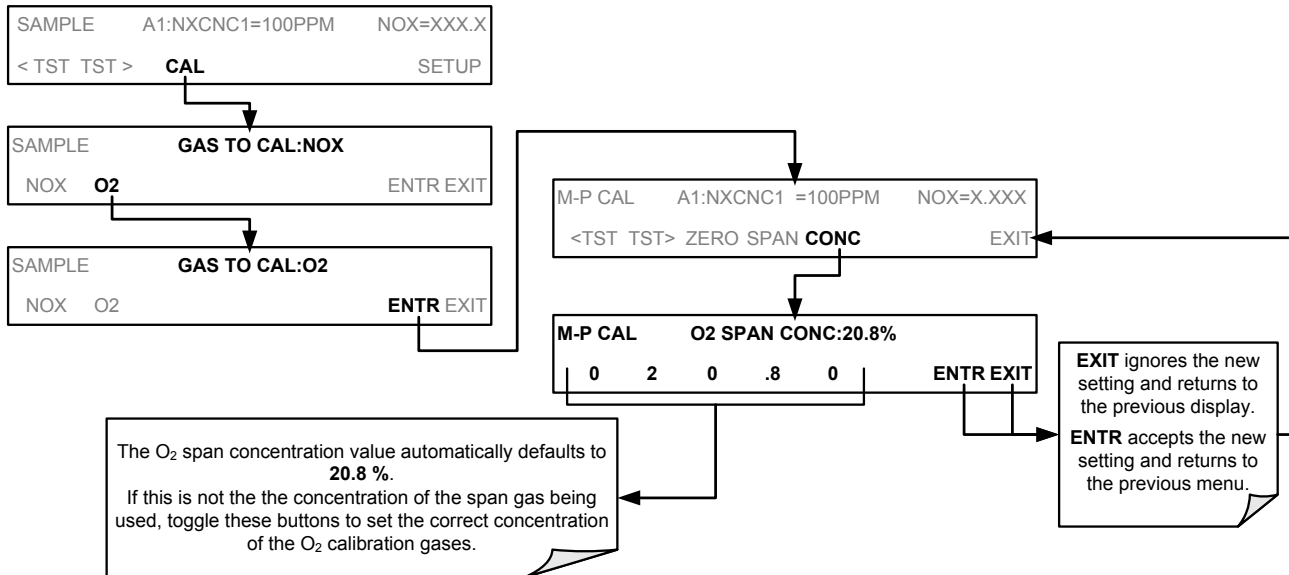 SAMPLE A1:NXCNC1=100PPM NOX=XXX.X
< TST TST > CAL SETUP
SAMPLE GAS TO CAL:NOX
NOX O2 ENTR EXIT
SAMPLE GAS TO CAL:O2
NOX O2 ENTR EXIT
M-P CAL A1:NXCNC1 =100PPM NOX=X.XXX
<TST TST> ZERO SPAN CONC EXIT
M-P CAL O2 SPAN CONC:20.8%
0 2 0 .8 0 ENTR EXIT
EXIT ignores the new
setting and returns to
the previous display.
ENTR accepts the new
setting and returns to
the previous menu.
The O2 span concentration value automatically defaults to
20.8 %.
If this is not the the concentration of the span gas being
used, toggle these buttons to set the correct concentration
of the O2 calibration gases.